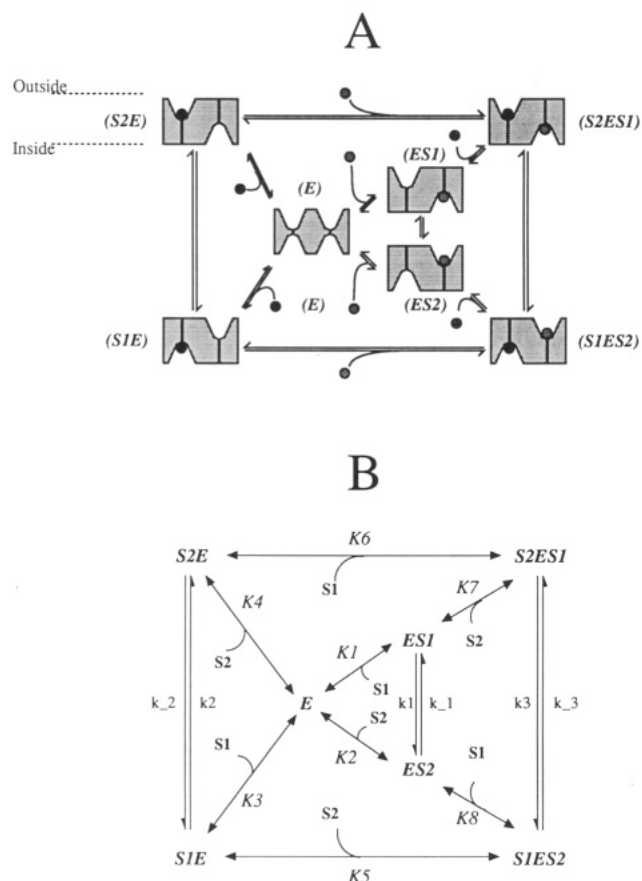 A
Outside
(S2E)
(S2ES1)
Inside
(ES1)
(E)
(E)
(ES2)
(S1E)
(S1ES2)
B
K6
S2E
S2ES1
S1
K4
K7
S2
S2
ES1
K1
S1
k_2
k2
E
k1
k_1
k3
k_3
S2
S1
S1
K2
ES2
K3
K8
S2
S1E
S1ES2
K5